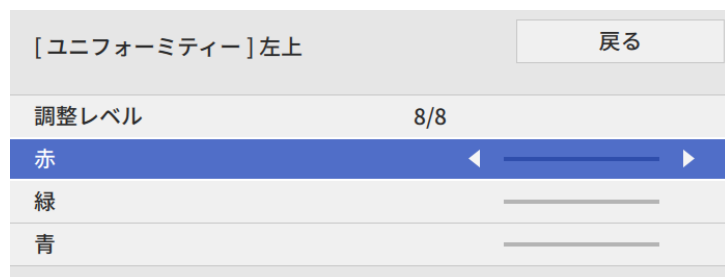 [ ユニフォーミティー ] 左上
戻る
調整レベル 8/8
赤
緑
青